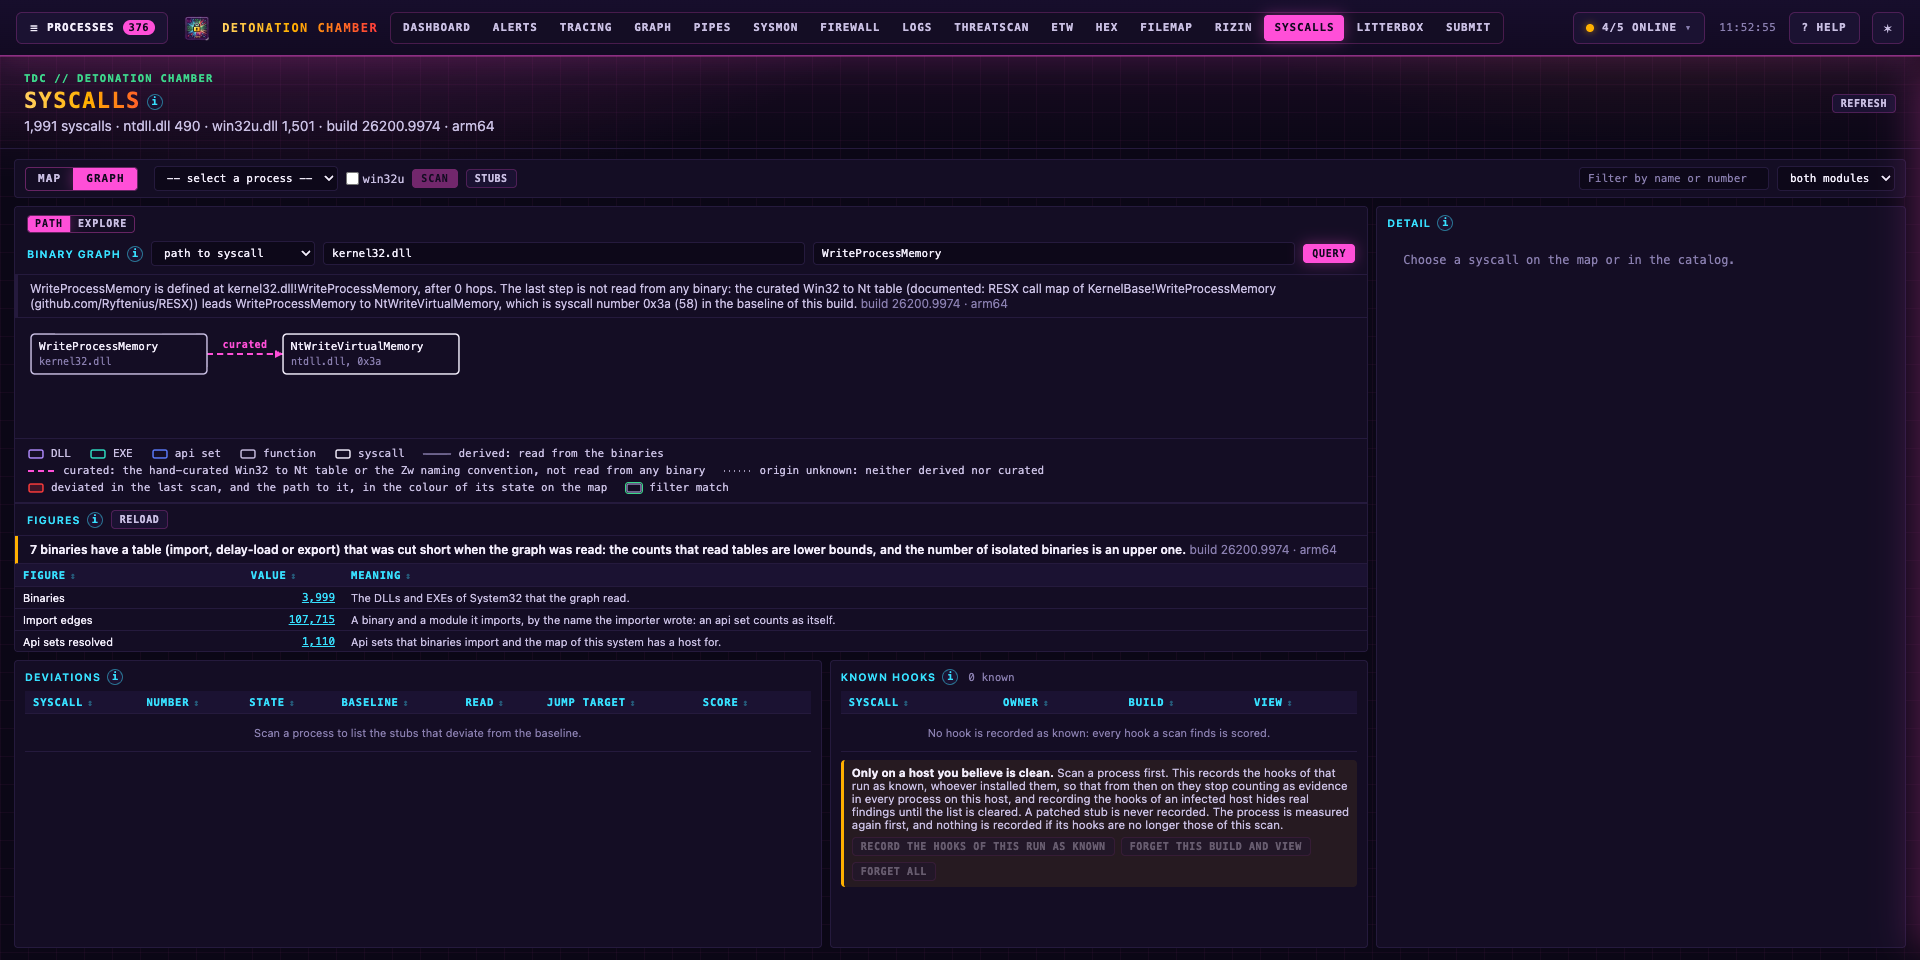 ≡ PROCESSES 376
DETONATION CHAMBER
DASHBOARD ALERTS TRACING GRAPH PIPES SYSMON FIREWALL LOGS THREATSCAN ETW HEX FILEMAP RIZIN SYSCALLS LITTERBOX SUBMIT
4/5 ONLINE ▾ 11:52:55 ? HELP ✶
TDC // DETONATION CHAMBER
SYSCALLS i
REFRESH
1,991 syscalls · ntdll.dll 490 · win32u.dll 1,501 · build 26200.9974 · arm64
MAP GRAPH —— select a process —— win32u SCAN STUBS Filter by name or number both modules
PATH EXPLORE
BINARY GRAPH i path to syscall kernel32.dll WriteProcessMemory QUERY
WriteProcessMemory is defined at kernel32.dll!WriteProcessMemory, after 0 hops. The last step is not read from any binary: the curated Win32 to Nt table (documented: RESX call map of KernelBase!WriteProcessMemory
(github.com/Ryftenius/RESX)) leads WriteProcessMemory to NtWriteVirtualMemory, which is syscall number 0x3a (58) in the baseline of this build. build 26200.9974 · arm64
WriteProcessMemory
kernel32.dll
curated
NtWriteVirtualMemory
ntdll.dll, 0x3a
DLL EXE api set function syscall derived: read from the binaries
curated: the hand-curated Win32 to Nt table or the Zw naming convention, not read from any binary origin unknown: neither derived nor curated
deviated in the last scan, and the path to it, in the colour of its state on the map filter match
FIGURES i RELOAD
7 binaries have a table (import, delay-load or export) that was cut short when the graph was read: the counts that read tables are lower bounds, and the number of isolated binaries is an upper one. build 26200.9974 · arm64
FIGURE VALUE MEANING
Binaries 3,999 The DLLs and EXEs of System32 that the graph read.
Import edges 107,715 A binary and a module it imports, by the name the importer wrote: an api set counts as itself.
Api sets resolved 1,110 Api sets that binaries import and the map of this system has a host for.
DETAIL i
Choose a syscall on the map or in the catalog.
DEVIATIONS i
SYSCALL NUMBER STATE BASELINE READ JUMP TARGET SCORE
Scan a process to list the stubs that deviate from the baseline.
KNOWN HOOKS i 0 known
SYSCALL OWNER BUILD VIEW
No hook is recorded as known: every hook a scan finds is scored.
Only on a host you believe is clean. Scan a process first. This records the hooks of that
run as known, whoever installed them, so that from then on they stop counting as evidence
in every process on this host, and recording the hooks of an infected host hides real
findings until the list is cleared. A patched stub is never recorded. The process is measured
again first, and nothing is recorded if its hooks are no longer those of this scan.
RECORD THE HOOKS OF THIS RUN AS KNOWN FORGET THIS BUILD AND VIEW
FORGET ALL